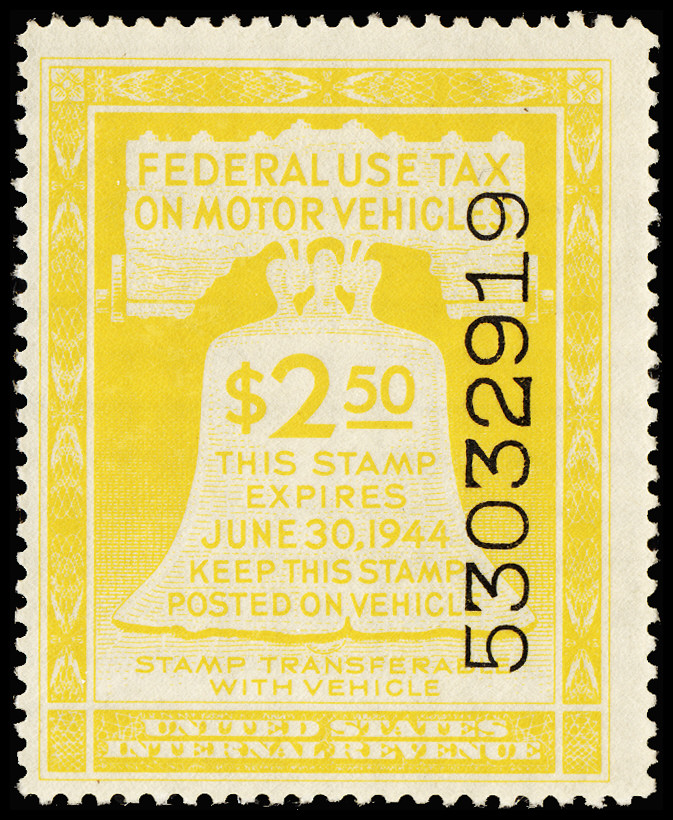 FEDERAL USE TAX
ON MOTOR VEHICLES
$2 50
THIS STAMP
EXPIRES
JUNE 30, 1944
KEEP THIS STAMP
POSTED ON VEHICLE
STAMP TRANSFERABLE
WITH VEHICLE
UNITED STATES
INTERNAL REVENUE
53032919